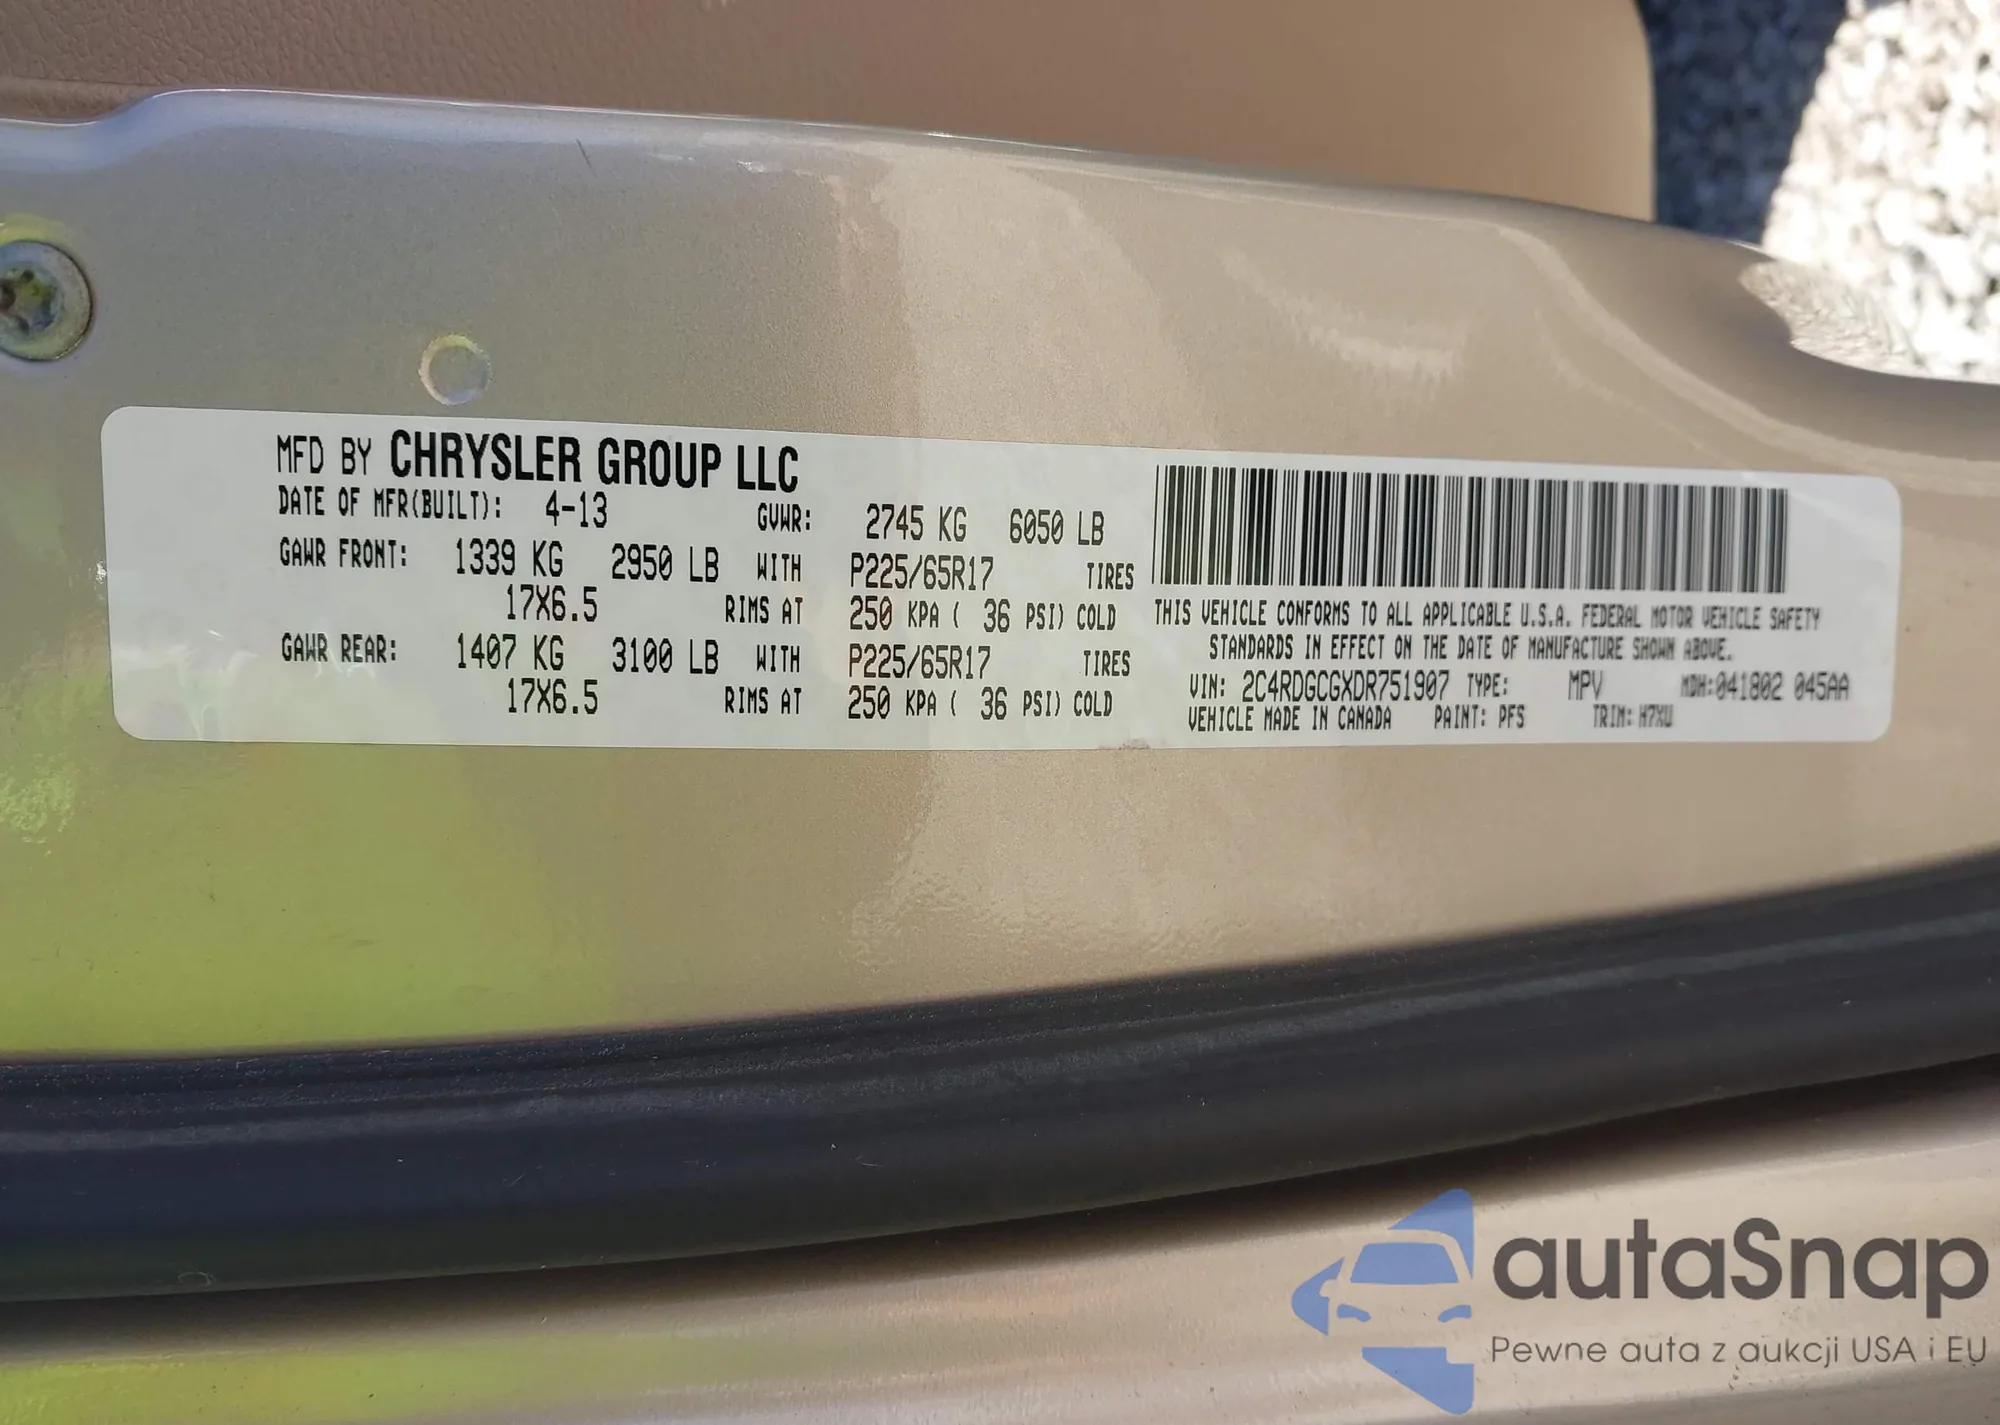 MFD BY CHRYSLER GROUP LLC
DATE OF MFR(BUILT): 4-13 GVWR: 2745 KG 6050 LB
GAWR FRONT: 1339 KG 2950 LB WITH P225/65R17 TIRES
17X6.5 RIMS AT 250 KPA ( 36 PSI) COLD
GAWR REAR: 1407 KG 3100 LB WITH P225/65R17 TIRES
17X6.5 RIMS AT 250 KPA ( 36 PSI) COLD
THIS VEHICLE CONFORMS TO ALL APPLICABLE U.S.A. FEDERAL MOTOR VEHICLE SAFETY
STANDARDS IN EFFECT ON THE DATE OF MANUFACTURE SHOWN ABOVE.
VIN: 2C4RDGCGXDR751907 TYPE: MPV MDH:041802 045AA
VEHICLE MADE IN CANADA PAINT: PFS TRIM: H7XU
autaSnap
Pewne auta z aukcji USA i EU